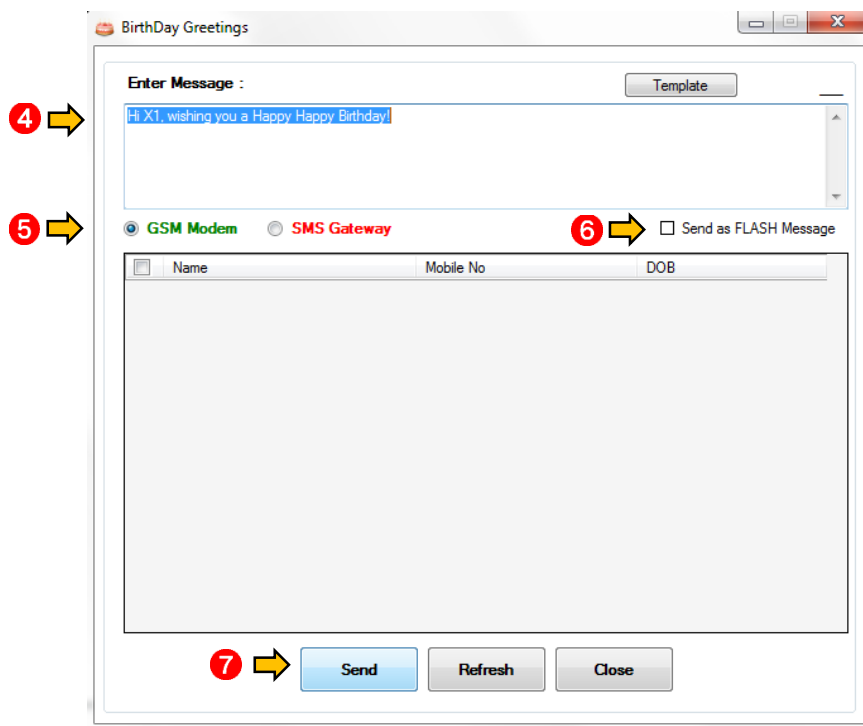 BirthDay Greetings
Enter Message :
Template
4
Hi X1, wishing you a Happy Happy Birthday!
5
GSM Modem
SMS Gateway
6
Send as FLASH Message
Name
Mobile No
DOB
7
Send
Refresh
Close